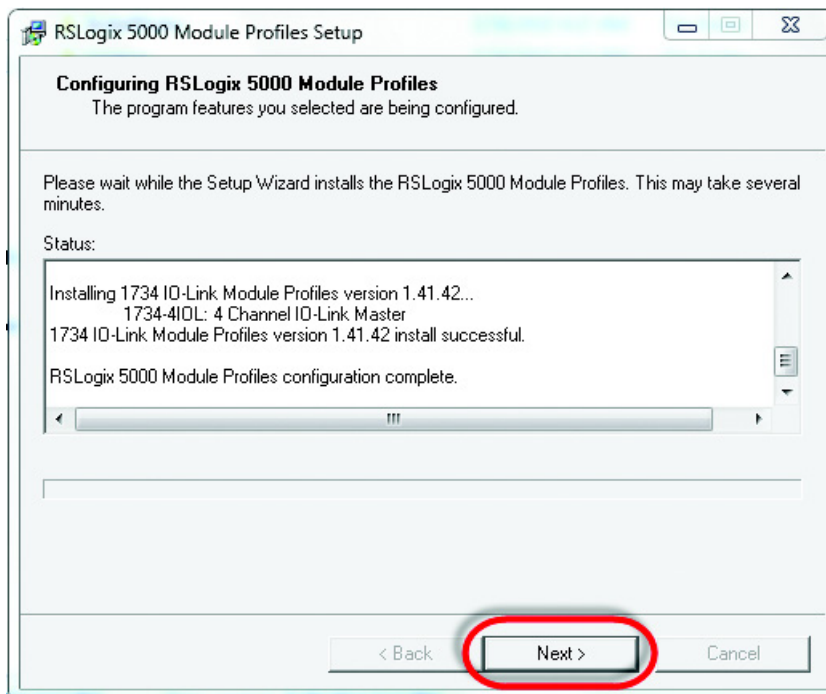 RSLogix 5000 Module Profiles Setup
Configuring RSLogix 5000 Module Profiles
The program features you selected are being configured.
Please wait while the Setup Wizard installs the RSLogix 5000 Module Profiles. This may take several
minutes.
Status:
Installing 1734 IO-Link Module Profiles version 1.41.42...
1734-4IOL: 4 Channel IO-Link Master
1734 IO-Link Module Profiles version 1.41.42 install successful.
RSLogix 5000 Module Profiles configuration complete.
< Back
Next >
Cancel